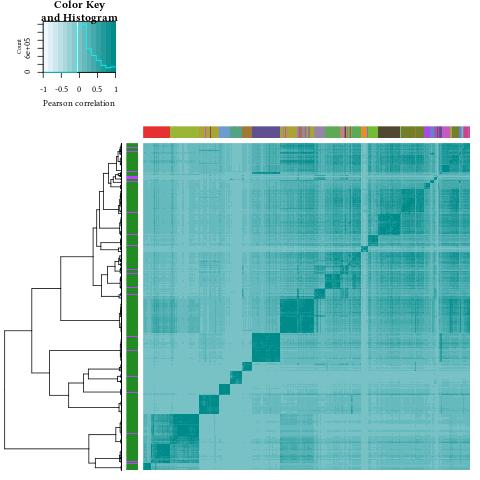 Color Key
and Histogram
Count
0 6e+05
-1 -0.5 0 0.5 1
Pearson correlation